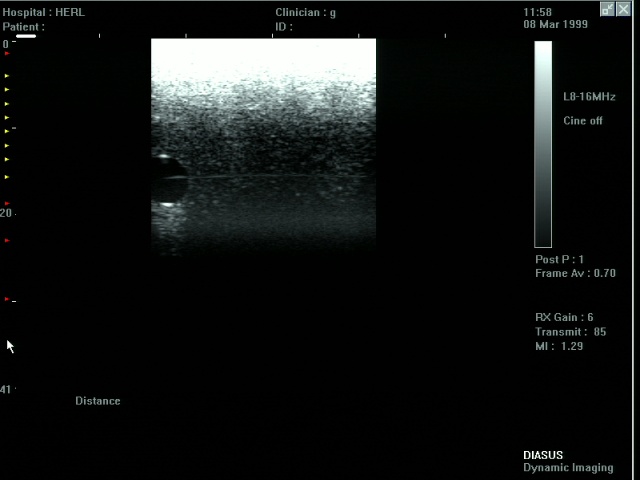 Hospital : HERL
Clinician : g
11:58
Patient :
ID :
08 Mar 1999
0
L8-16MHz
Cine off
20
Post P : 1
Frame Av : 0.70
RX Gain : 6
Transmit : 85
MI : 1.29
41
Distance
DIASUS
Dynamic Imaging